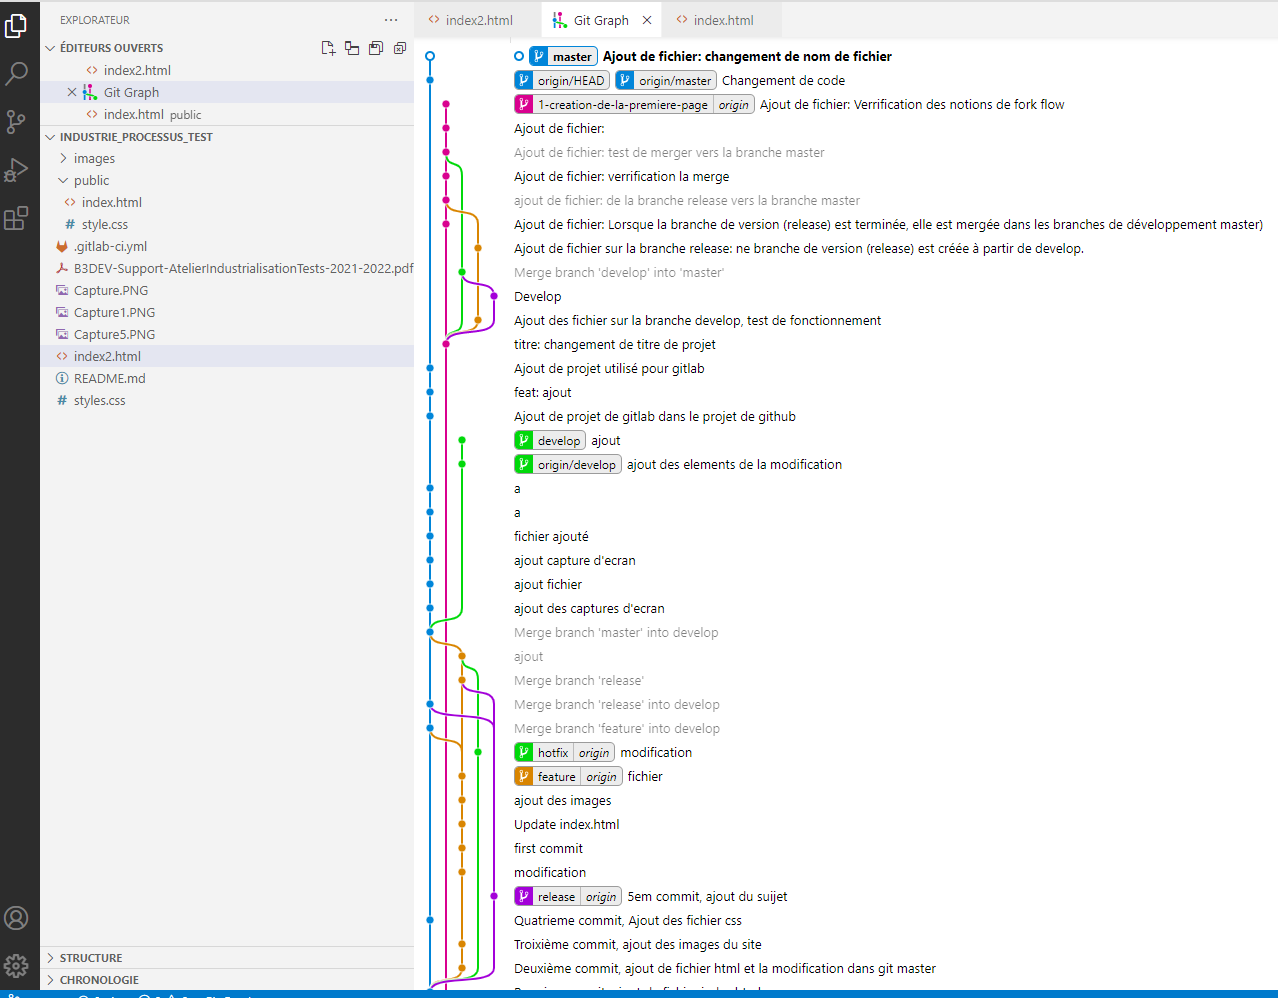 EXPLORATEUR
index2.html
Git Graph
index.html
ÉDITEURS OUVERTS
index2.html
Git Graph
index.html public
INDUSTRIE_PROCESSUS_TEST
images
public
index.html
style.css
.gitlab-ci.yml
B3DEV-Support-AtelierIndustrialisationTests-2021-2022.pdf
Capture.PNG
Capture1.PNG
Capture5.PNG
index2.html
README.md
styles.css
STRUCTURE
CHRONOLOGIE
master Ajout de fichier: changement de nom de fichier
origin/HEAD origin/master Changement de code
1-creation-de-la-premiere-page origin Ajout de fichier: Verrification des notions de fork flow
Ajout de fichier:
Ajout de fichier: test de merger vers la branche master
Ajout de fichier: verrification la merge
ajout de fichier: de la branche release vers la branche master
Ajout de fichier: Lorsque la branche de version (release) est terminée, elle est mergée dans les branches de développement master)
Ajout de fichier sur la branche release: ne branche de version (release) est créée à partir de develop.
Merge branch 'develop' into 'master'
Develop
Ajout des fichier sur la branche develop, test de fonctionnement
titre: changement de titre de projet
Ajout de projet utilisé pour gitlab
feat: ajout
Ajout de projet de gitlab dans le projet de github
develop ajout
origin/develop ajout des elements de la modification
a
a
fichier ajouté
ajout capture d'ecran
ajout fichier
ajout des captures d'ecran
Merge branch 'master' into develop
ajout
Merge branch 'release'
Merge branch 'release' into develop
Merge branch 'feature' into develop
hotfix origin modification
feature origin fichier
ajout des images
Update index.html
first commit
modification
release origin 5em commit, ajout du suijet
Quatrieme commit, Ajout des fichier css
Troixième commit, ajout des images du site
Deuxième commit, ajout de fichier html et la modification dans git master